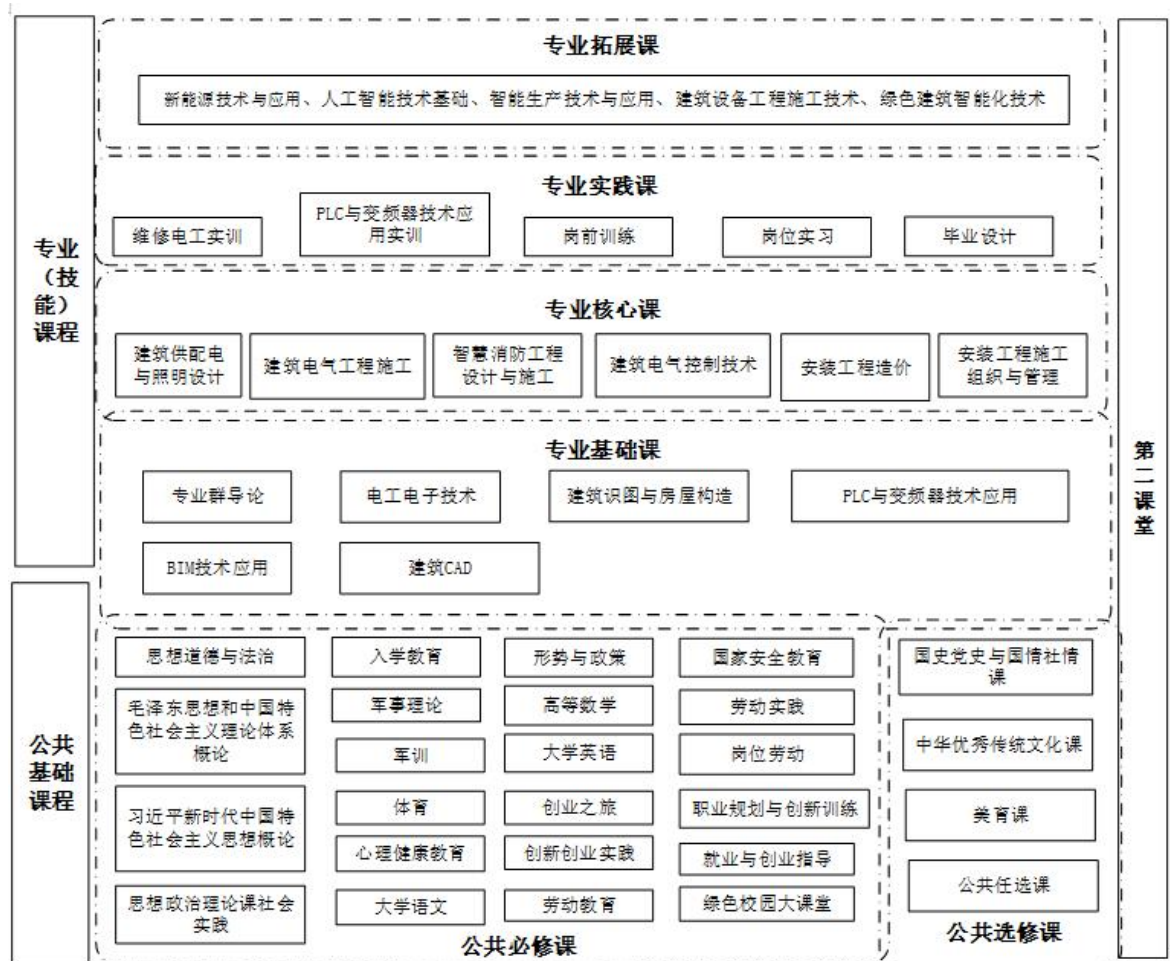 专业拓展课
新能源技术与应用、人工智能技术基础、智能生产技术与应用、建筑设备工程施工技术、绿色建筑智能化技术
专业实践课
维修电工实训
PLC与变频器技术应
用实训
岗前训练
岗位实习
毕业设计
专业
（技
能）
课程
专业核心课
建筑供配电
与照明设计
建筑电气工程施工
智慧消防工程
设计与施工
建筑电气控制技术
安装工程造价
安装工程施工
组织与管理
专业基础课
专业群导论
电工电子技术
建筑识图与房屋构造
PLC与变频器技术应用
BIM技术应用
建筑CAD
第
二
课
堂
公共
基础
课程
思想道德与法治
毛泽东思想和中国特
色社会主义理论体系
概论
习近平新时代中国特
色社会主义思想概论
思想政治理论课社会
实践
入学教育
军事理论
军训
体育
心理健康教育
大学语文
形势与政策
高等数学
大学英语
创业之旅
创新创业实践
劳动教育
国家安全教育
劳动实践
岗位劳动
职业规划与创新训练
就业与创业指导
绿色校园大课堂
公共必修课
国史党史与国情社情
课
中华优秀传统文化课
美育课
公共任选课
公共选修课